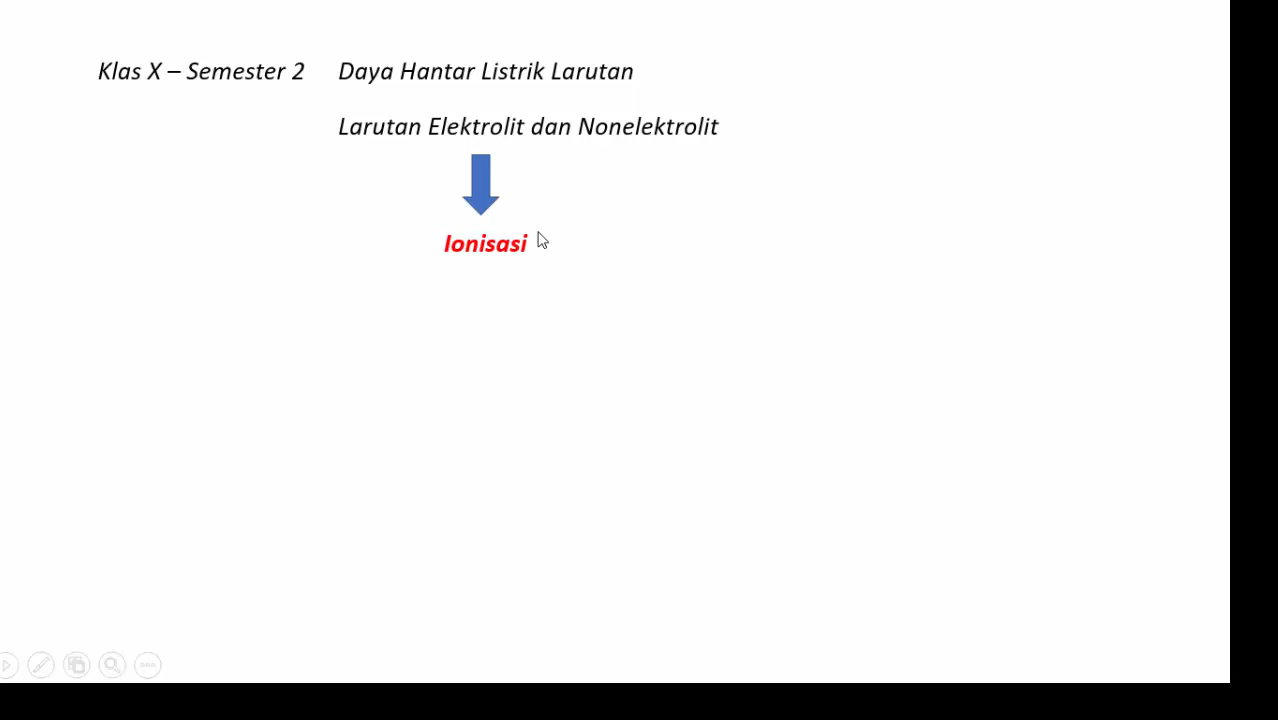 Klas X – Semester 2 Daya Hantar Listrik Larutan
Larutan Elektrolit dan Nonelektrolit
Ionisasi